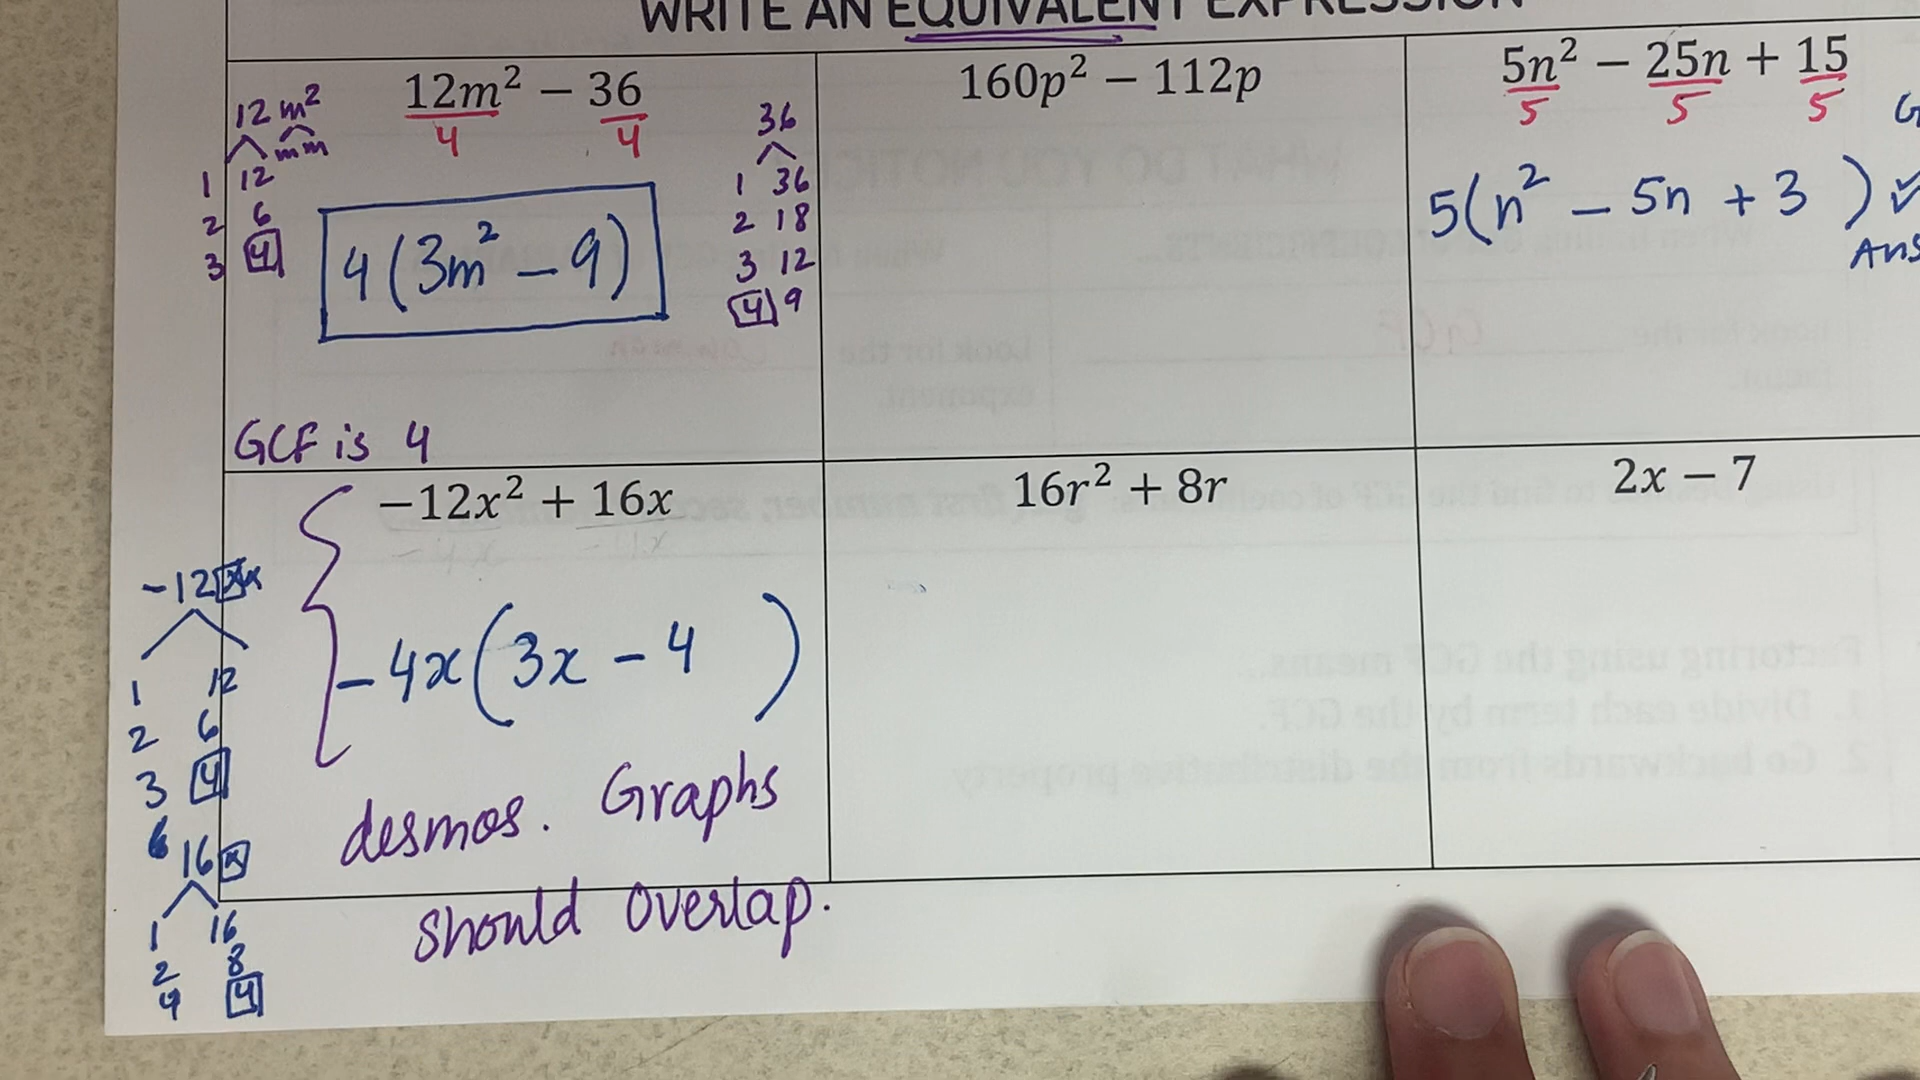 WRITE AN EQUIVALENT EXPRESSION
12m² − 36
4 4
12 m²
m m
1 12
2 6
3 4
36
1 36
2 18
3 12
4 9
4(3m² − 9)
GCF is 4
160p² − 112p
5n² − 25n + 15
5 5 5
5(n² − 5n + 3) ✓
−12x² + 16x
−4x(3x − 4)
−12
1 12
2 6
3 4
6
16x
1 16
2 8
4 4
desmos. Graphs
should overlap.
16r² + 8r
2x − 7